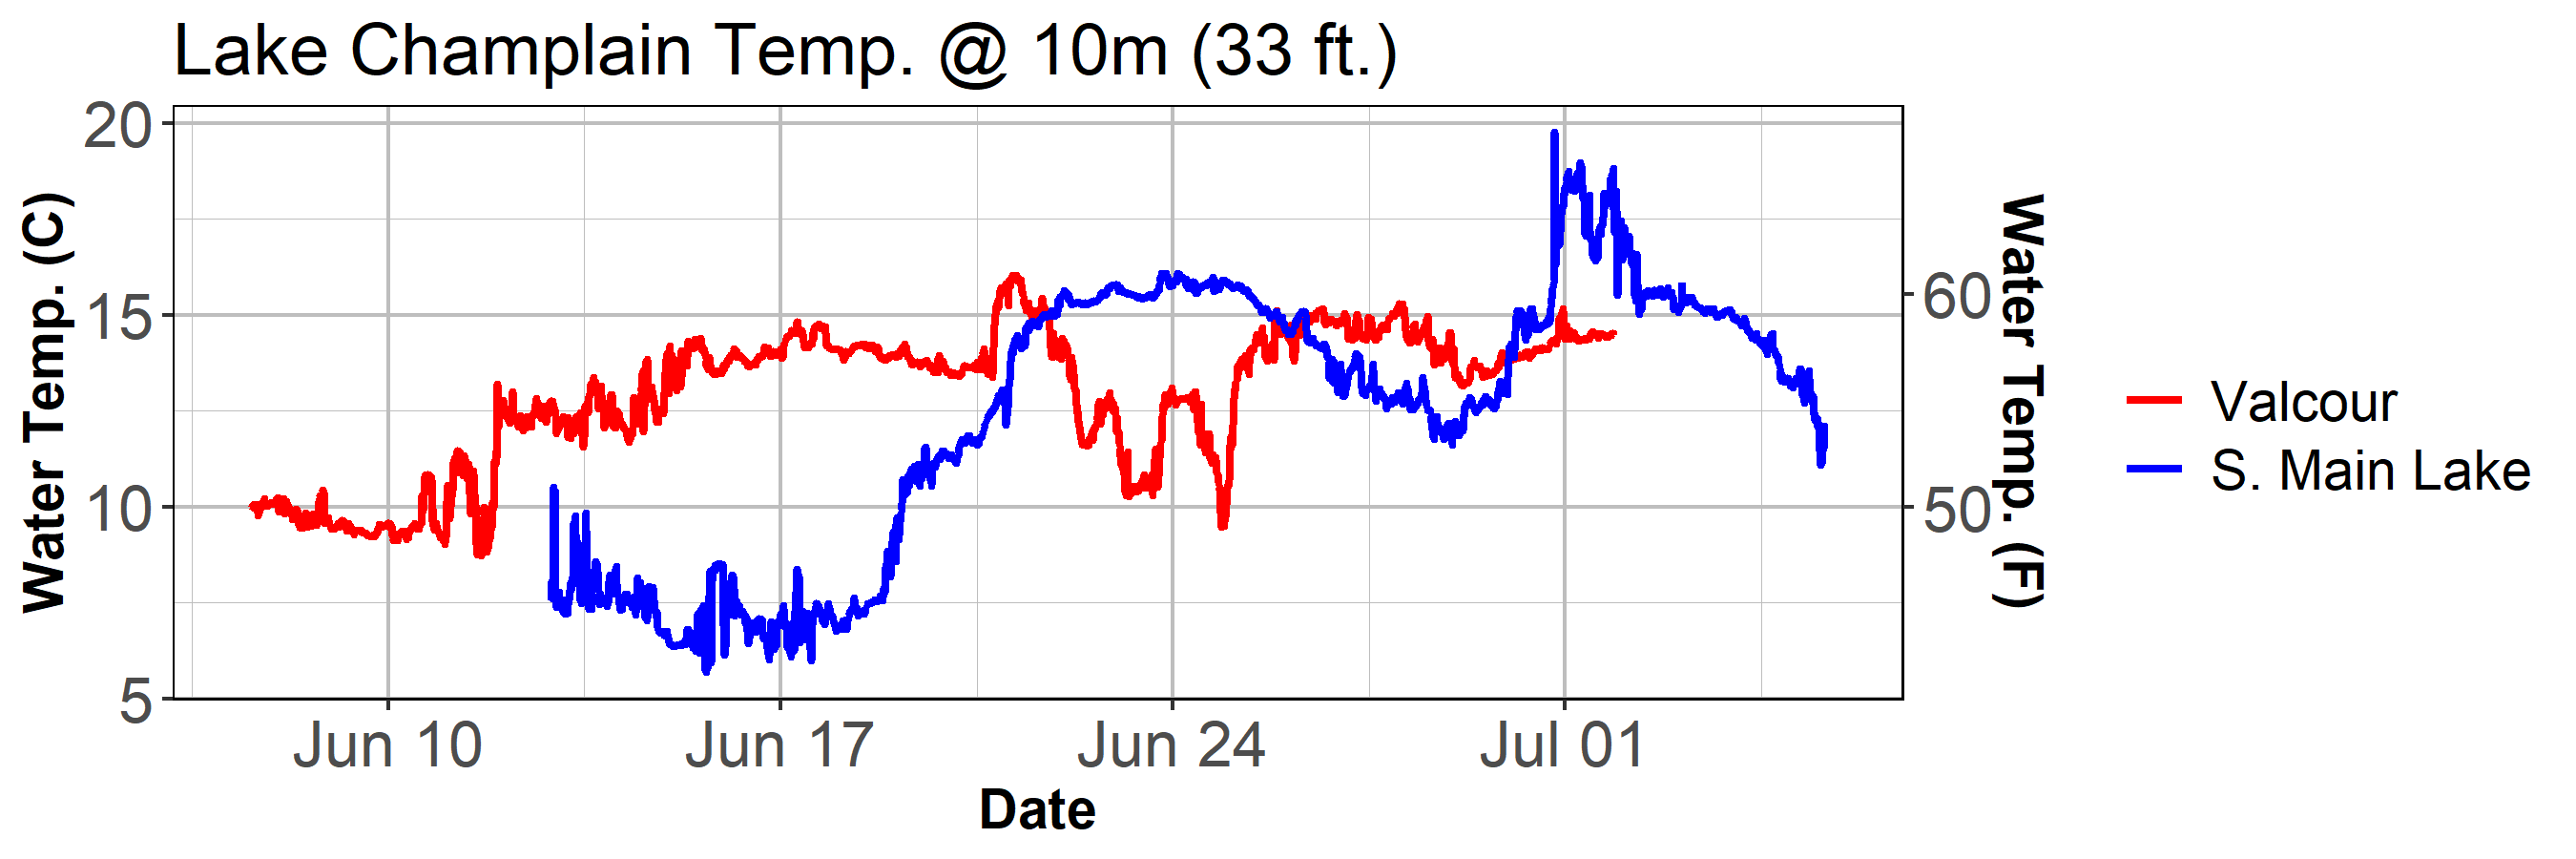 Lake Champlain Temp. @ 10m (33 ft.)
Water Temp. (C)
20
15
10
5
60
50
Water Temp. (F)
Jun 10
Jun 17
Jun 24
Jul 01
Date
Valcour
S. Main Lake